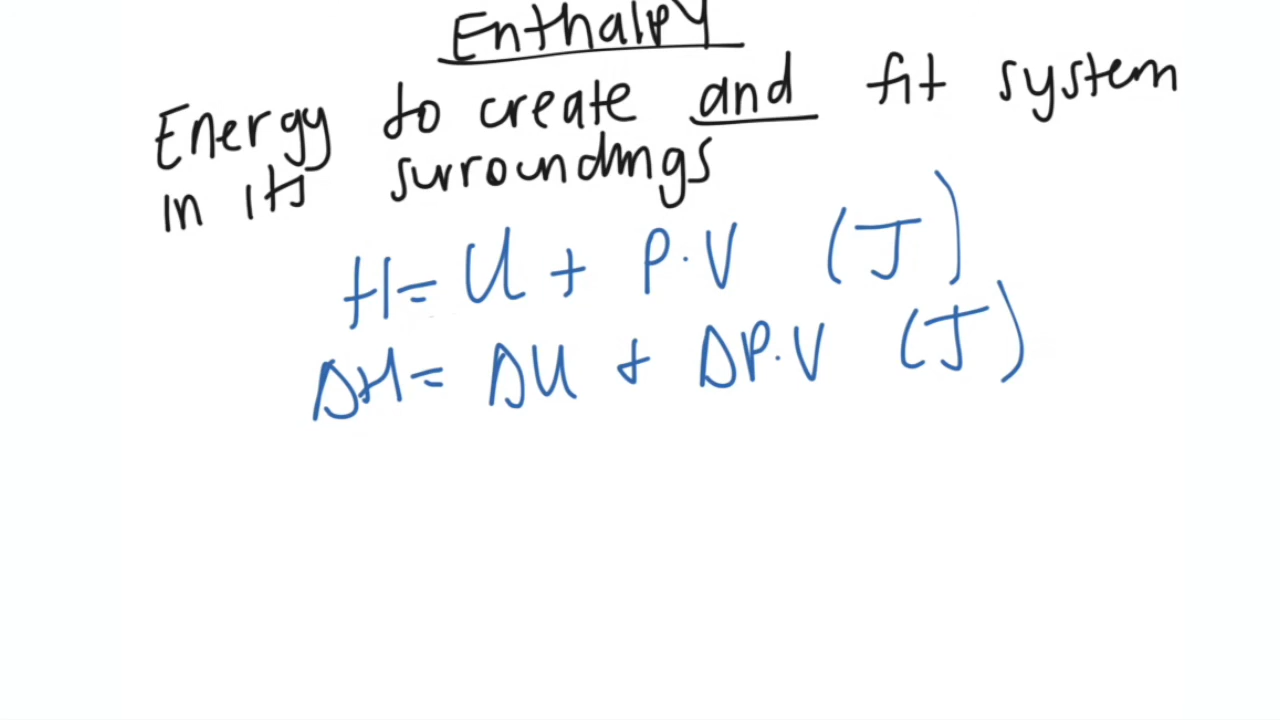 Enthalpy
Energy to create and fit system
in its surroundings
H= U + P·V (J)
ΔH= ΔU + ΔP·V (J)